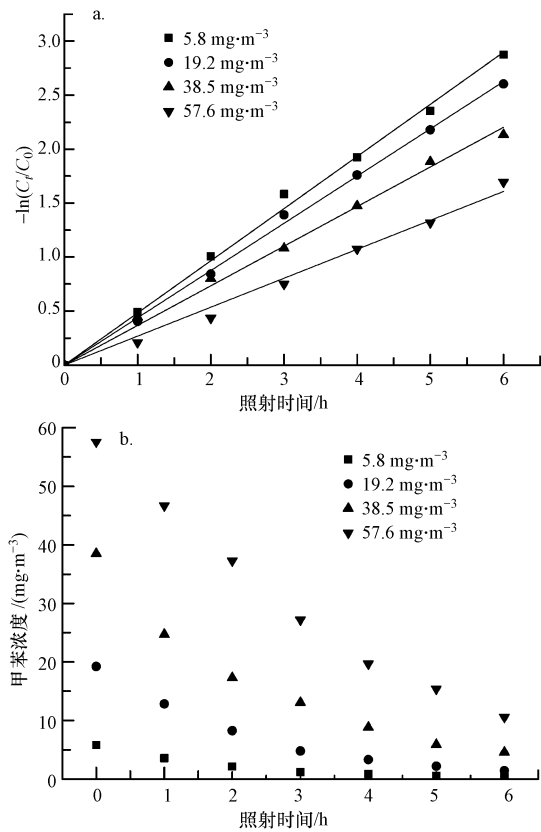 a.
5.8 mg·m⁻³
19.2 mg·m⁻³
38.5 mg·m⁻³
57.6 mg·m⁻³
−ln(Cₜ/C₀)
3.0
2.5
2.0
1.5
1.0
0.5
0
0 1 2 3 4 5 6
照射时间/h
b.
5.8 mg·m⁻³
19.2 mg·m⁻³
38.5 mg·m⁻³
57.6 mg·m⁻³
甲苯浓度/(mg·m⁻³)
60
50
40
30
20
10
0
0 1 2 3 4 5 6
照射时间/h